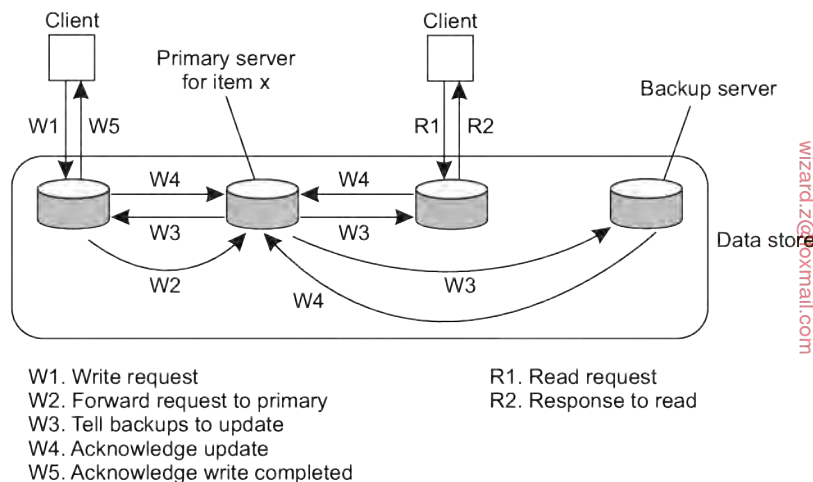 Client
Client
Primary server
for item x
Backup server
W1
W5
R1
R2
W4
W4
W3
W3
W2
W3
W4
Data store
W1. Write request
W2. Forward request to primary
W3. Tell backups to update
W4. Acknowledge update
W5. Acknowledge write completed
R1. Read request
R2. Response to read